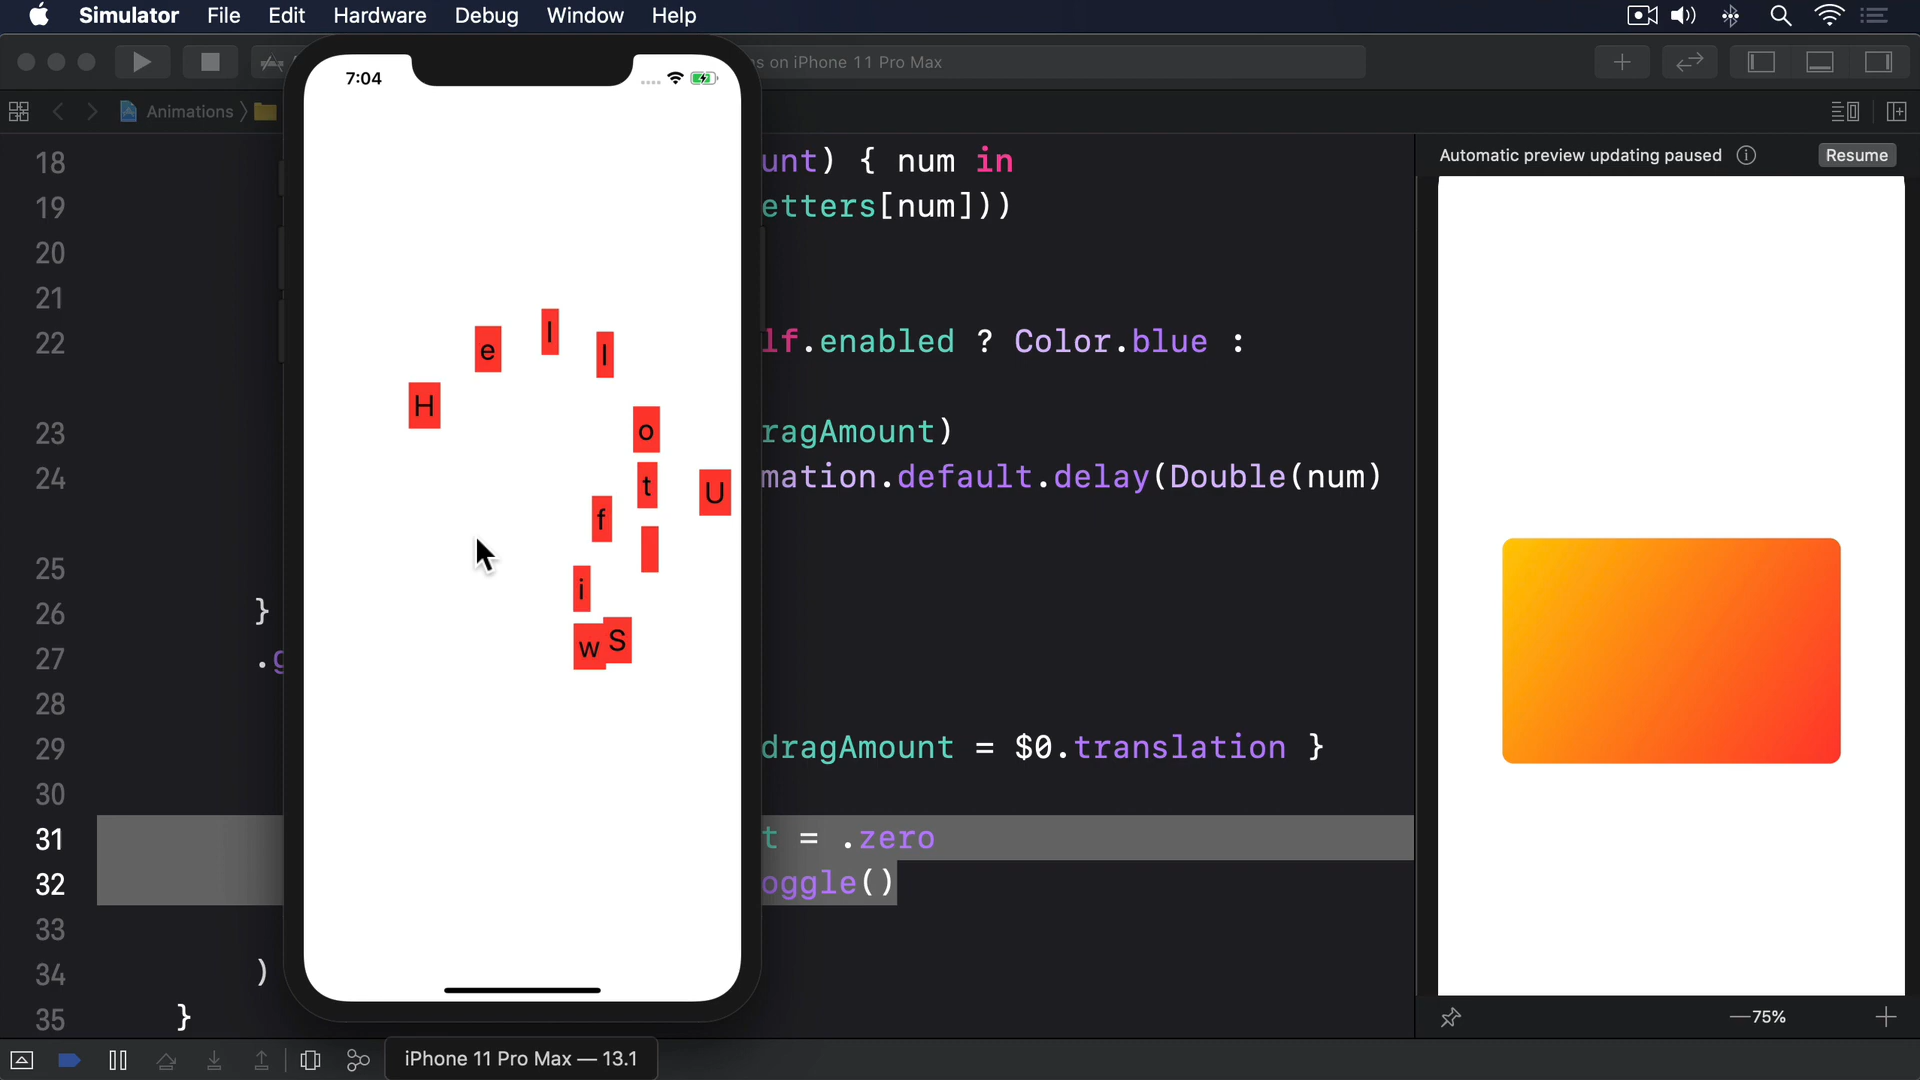 Simulator File Edit Hardware Debug Window Help
s on iPhone 11 Pro Max
Animations
7:04
18 unt) { num in
19 etters[num]))
20
21
22 lf.enabled ? Color.blue :
23 ragAmount)
24 mation.default.delay(Double(num)
25
26 }
27 .g
28
29 dragAmount = $0.translation }
30
31 t = .zero
32 oggle()
33
34 )
35 }
H
e
l
l
o
t
U
f
i
w
S
Automatic preview updating paused
Resume
75%
iPhone 11 Pro Max — 13.1